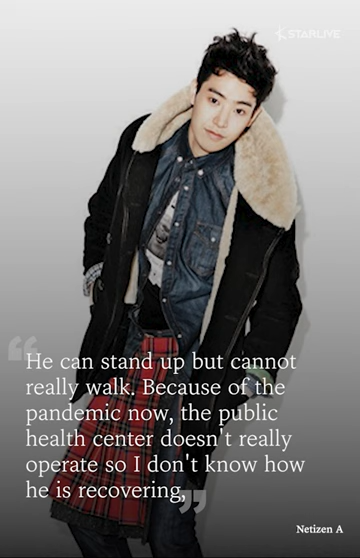 STARLIVE
“
He can stand up but cannot
really walk. Because of the
pandemic now, the public
health center doesn't really
operate so I don't know how
he is recovering,
”
Netizen A